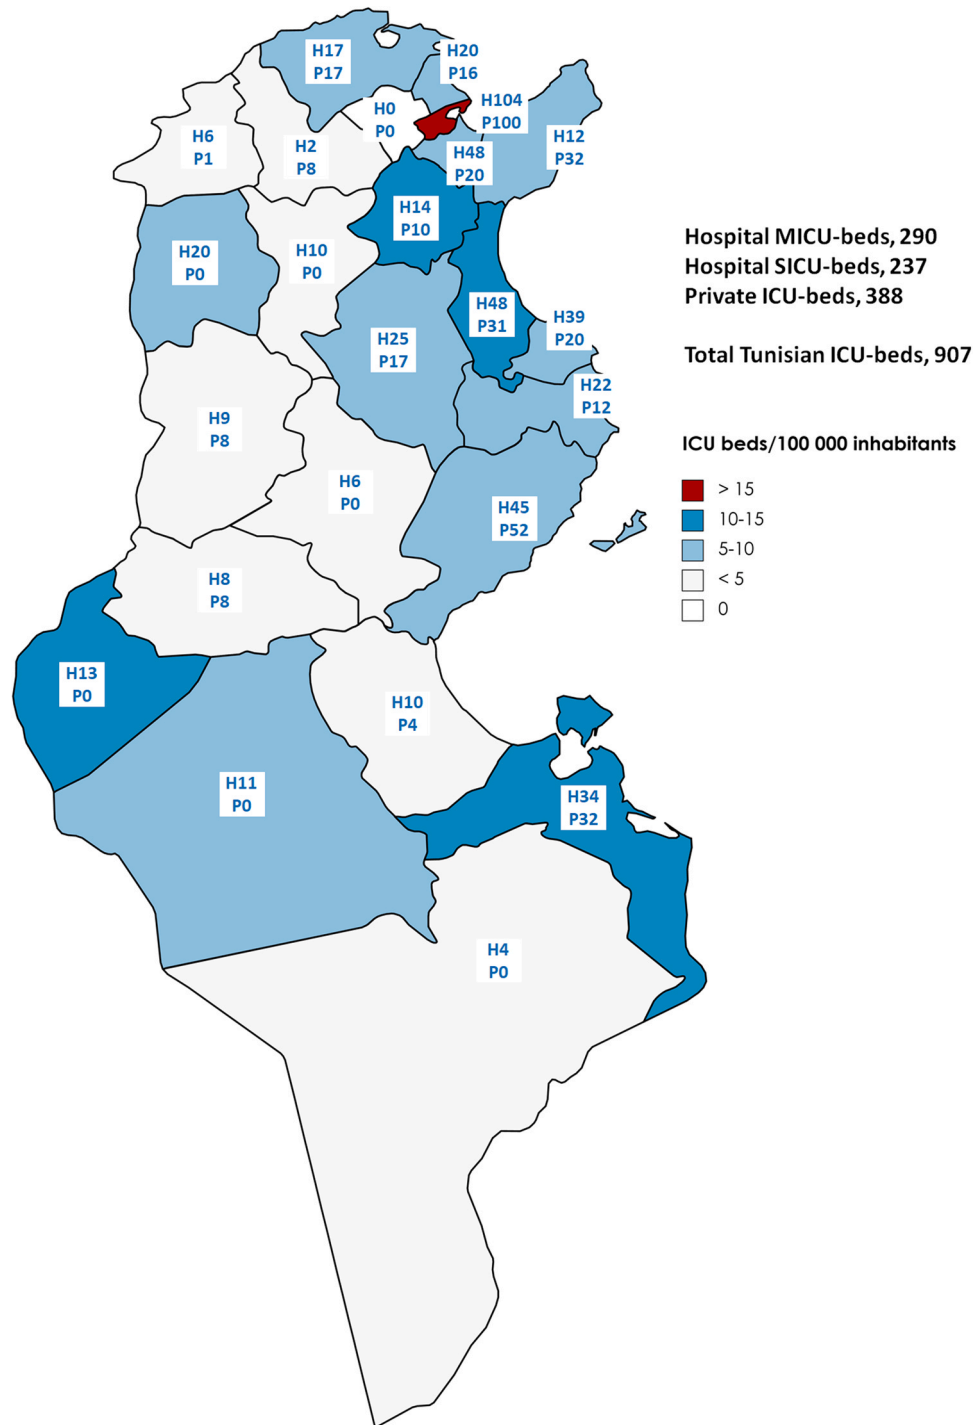 H17
P17
H20
P16
H0
P0
H104
P100
H6
P1
H2
P8
H48
P20
H12
P32
H14
P10
H20
P0
H10
P0
Hospital MICU-beds, 290
Hospital SICU-beds, 237
Private ICU-beds, 388
H48
P31
H39
P20
H25
P17
Total Tunisian ICU-beds, 907
H22
P12
H9
P8
ICU beds/100 000 inhabitants
> 15
10-15
5-10
< 5
0
H6
P0
H45
P52
H8
P8
H13
P0
H10
P4
H11
P0
H34
P32
H4
P0